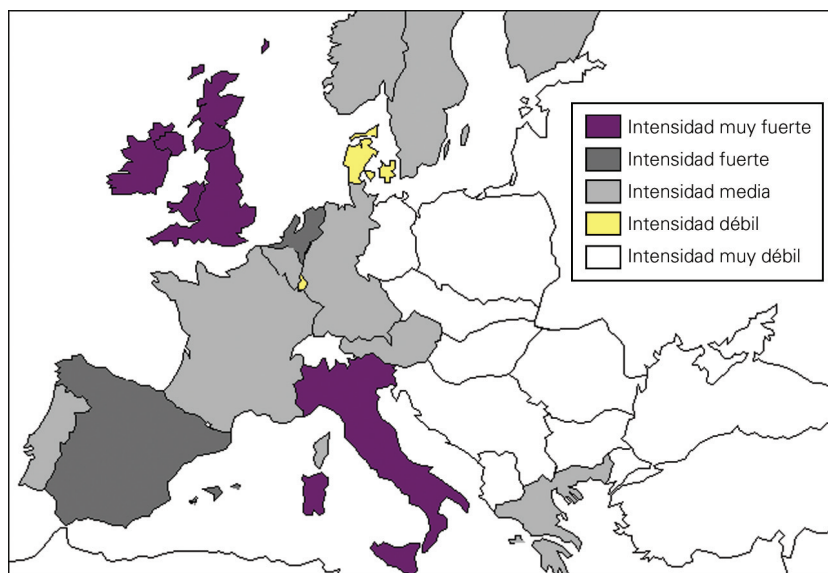 Intensidad muy fuerte
Intensidad fuerte
Intensidad media
Intensidad débil
Intensidad muy débil